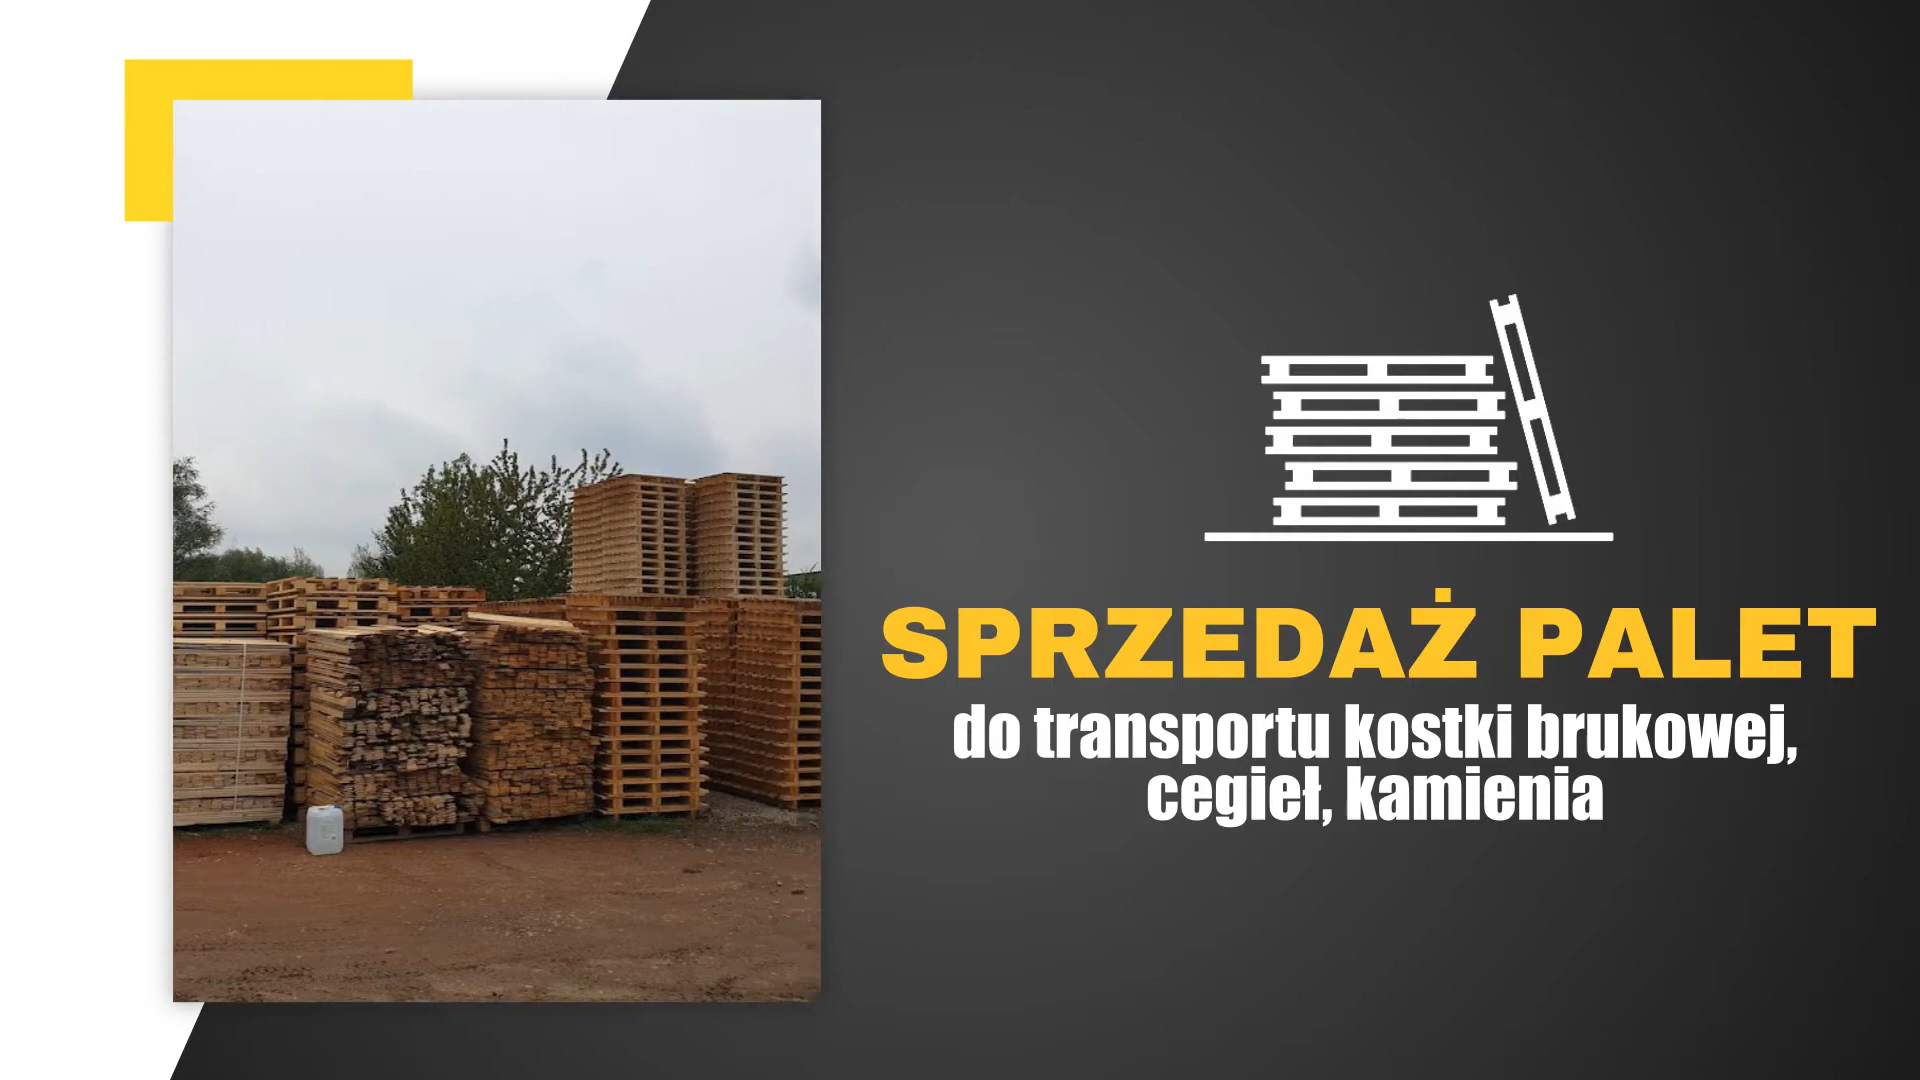 SPRZEDAŻ PALET
do transportu kostki brukowej,
cegieł, kamienia